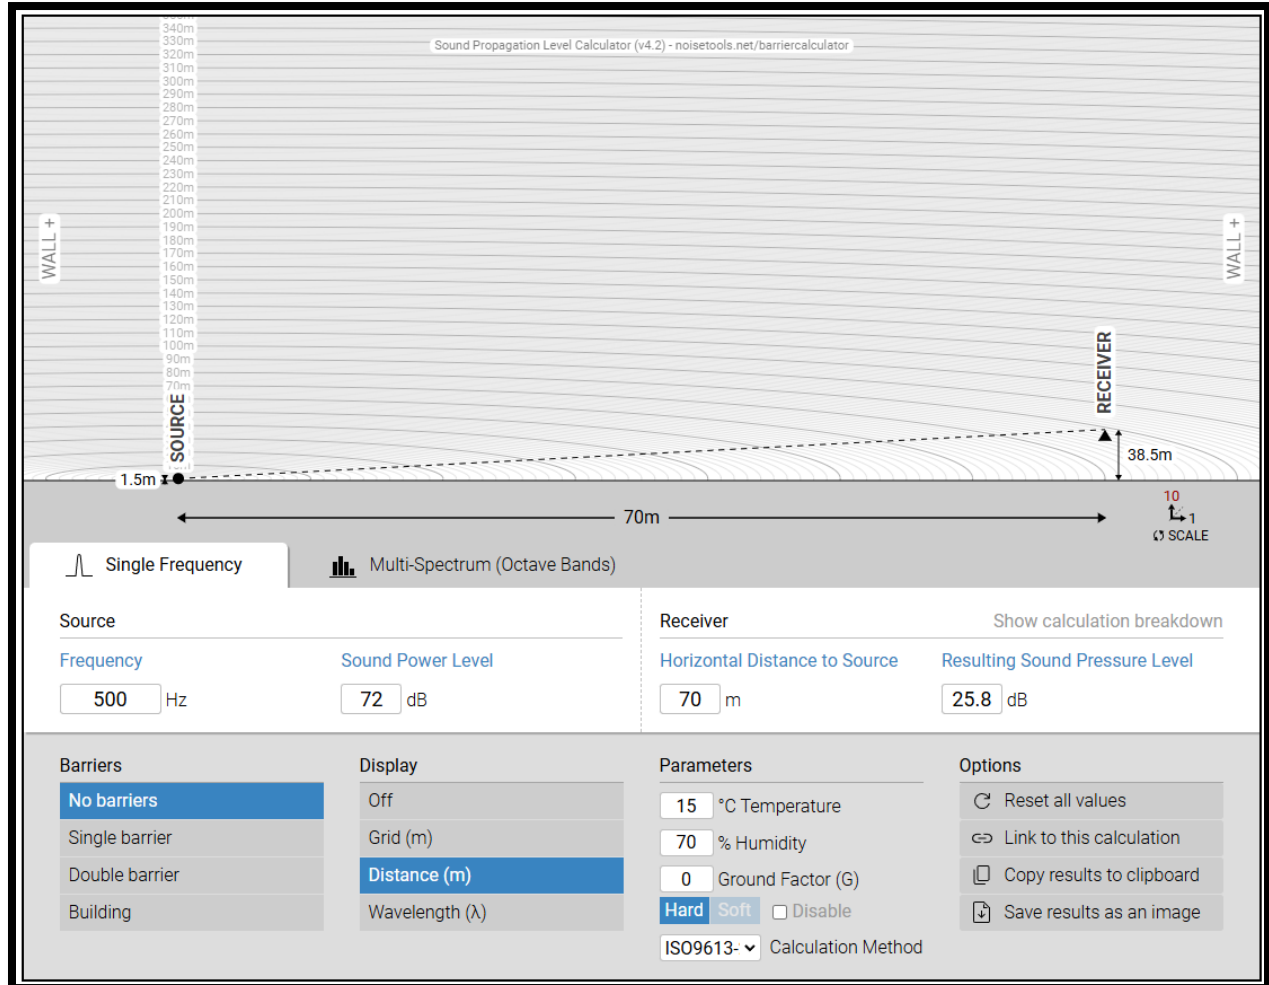 340m
330m
320m
310m
300m
290m
280m
270m
260m
250m
240m
230m
220m
210m
200m
190m
180m
170m
160m
150m
140m
130m
120m
110m
100m
90m
80m
70m
Sound Propagation Level Calculator (v4.2) - noisetools.net/barriercalculator
WALL +
WALL +
SOURCE
RECEIVER
1.5m
38.5m
70m
10
1
SCALE
Single Frequency
Multi-Spectrum (Octave Bands)
Source
Receiver
Show calculation breakdown
Frequency
Sound Power Level
Horizontal Distance to Source
Resulting Sound Pressure Level
500 Hz
72 dB
70 m
25.8 dB
Barriers
No barriers
Single barrier
Double barrier
Building
Display
Off
Grid (m)
Distance (m)
Wavelength (λ)
Parameters
15 °C Temperature
70 % Humidity
0 Ground Factor (G)
Hard Soft Disable
ISO9613- Calculation Method
Options
Reset all values
Link to this calculation
Copy results to clipboard
Save results as an image